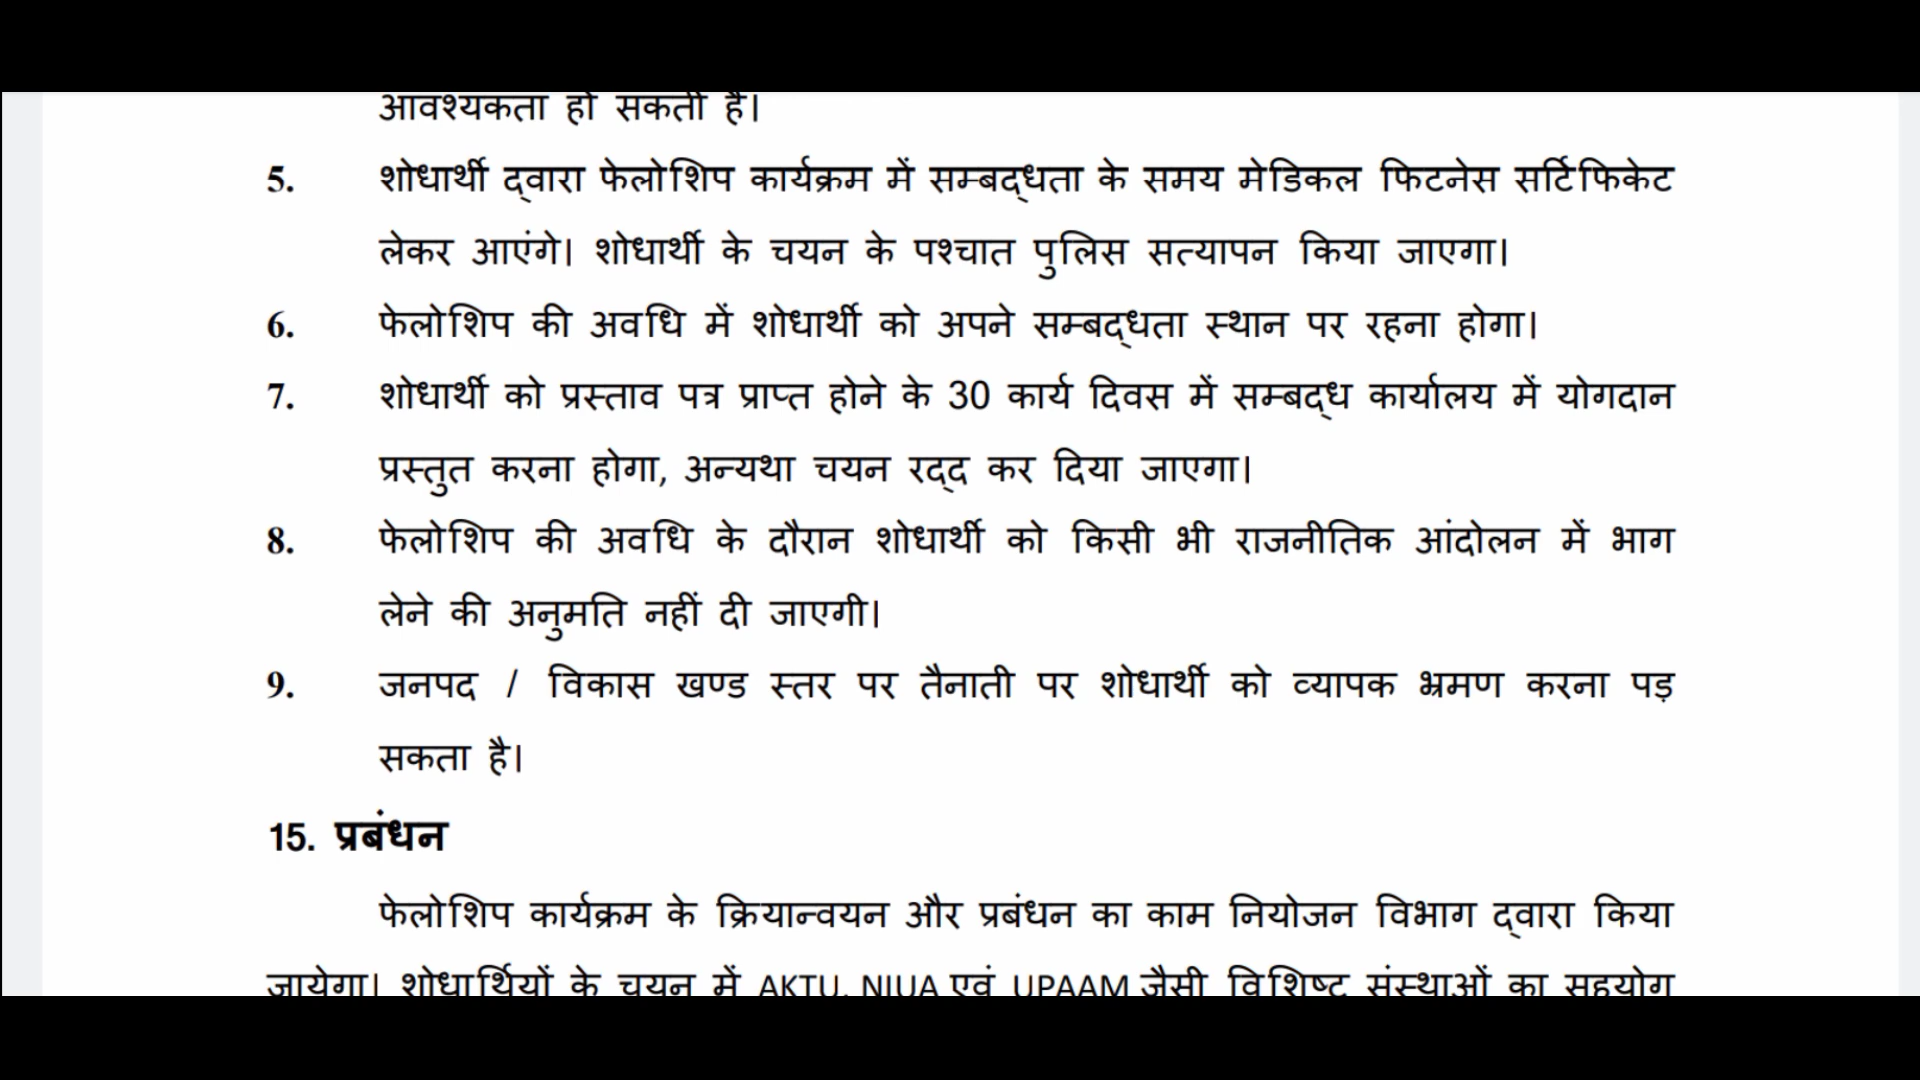 आवश्यकता हो सकती है।
5. शोधार्थी द्वारा फेलोशिप कार्यक्रम में सम्बद्धता के समय मेडिकल फिटनेस सर्टिफिकेट
लेकर आएंगे। शोधार्थी के चयन के पश्चात पुलिस सत्यापन किया जाएगा।
6. फेलोशिप की अवधि में शोधार्थी को अपने सम्बद्धता स्थान पर रहना होगा।
7. शोधार्थी को प्रस्ताव पत्र प्राप्त होने के 30 कार्य दिवस में सम्बद्ध कार्यालय में योगदान
प्रस्तुत करना होगा, अन्यथा चयन रद्द कर दिया जाएगा।
8. फेलोशिप की अवधि के दौरान शोधार्थी को किसी भी राजनीतिक आंदोलन में भाग
लेने की अनुमति नहीं दी जाएगी।
9. जनपद / विकास खण्ड स्तर पर तैनाती पर शोधार्थी को व्यापक भ्रमण करना पड़
सकता है।
15. प्रबंधन
फेलोशिप कार्यक्रम के क्रियान्वयन और प्रबंधन का काम नियोजन विभाग द्वारा किया
जायेगा। शोधार्थियों के चयन में AKTU, NIUA एवं UPAAM जैसी विशिष्ट संस्थाओं का सहयोग